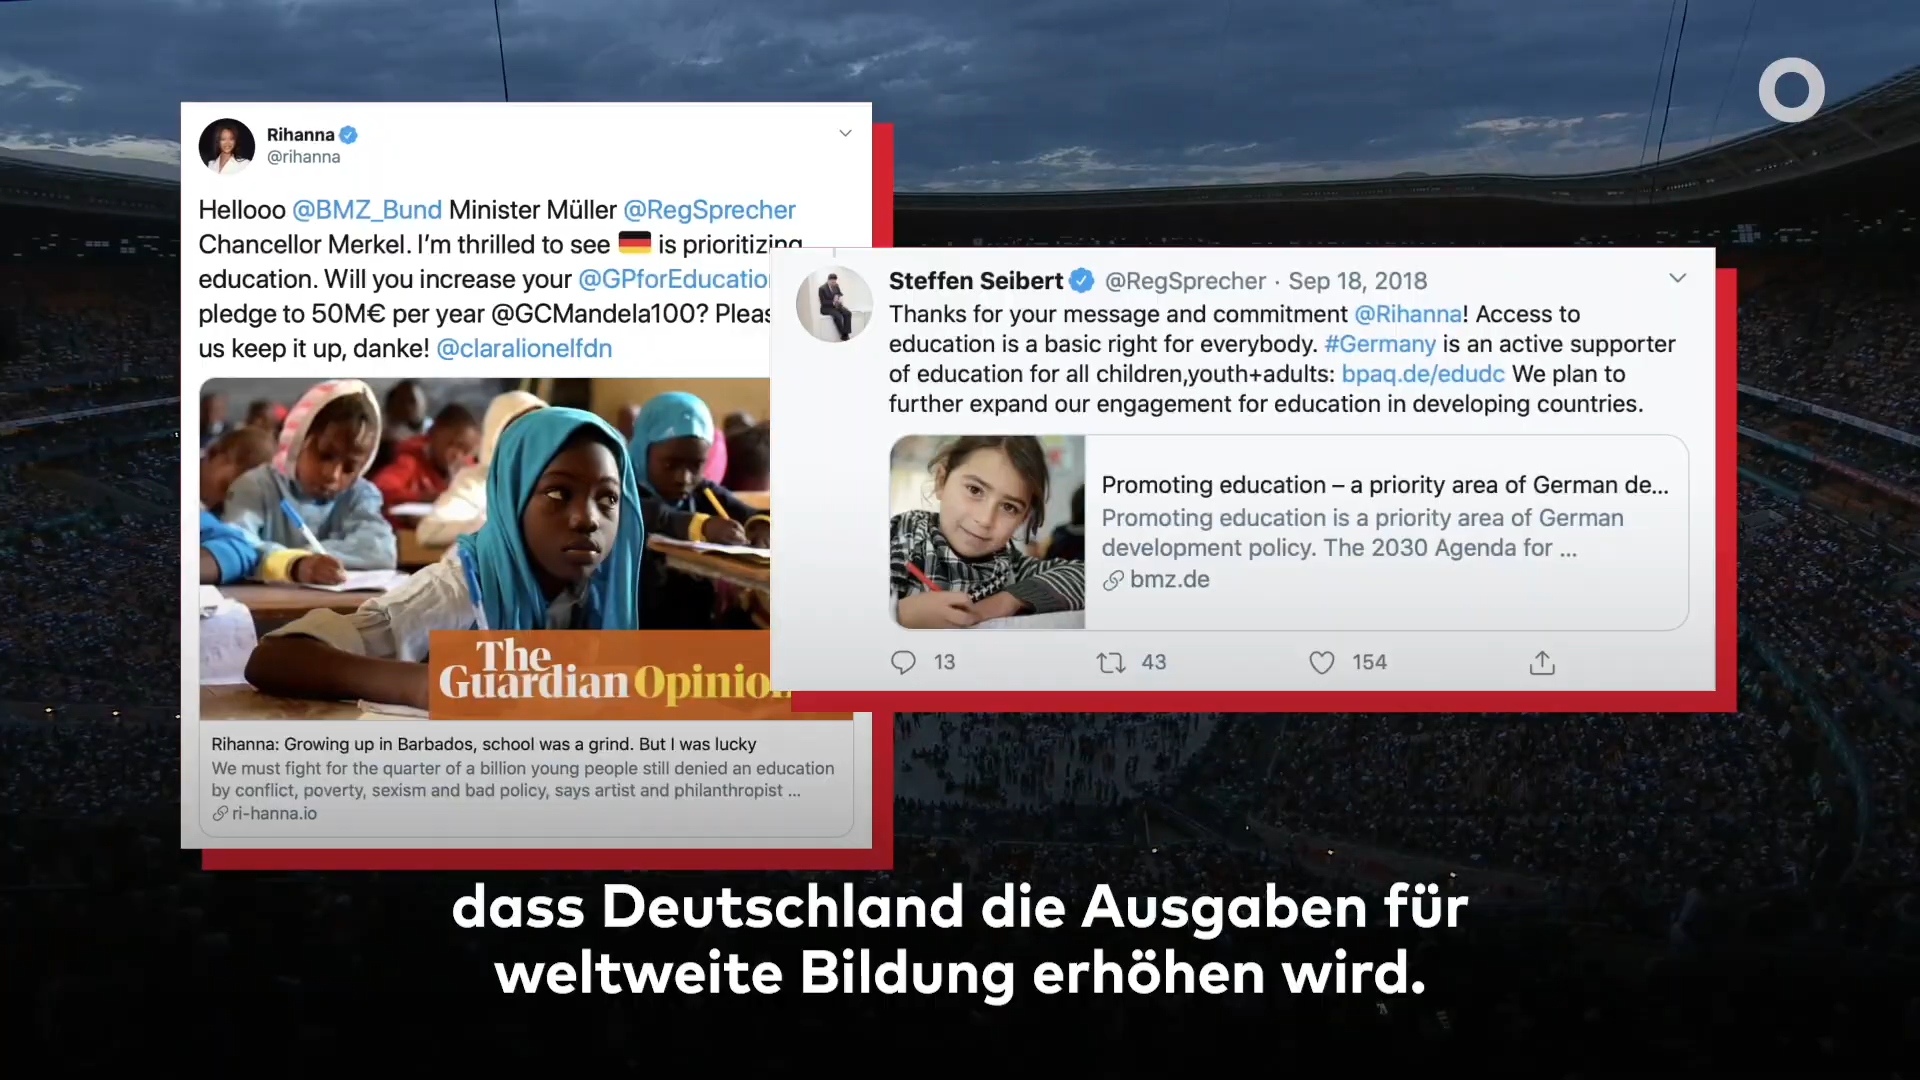 Rihanna
@rihanna
Hellooo @BMZ_Bund Minister Müller @RegSprecher
Chancellor Merkel. I'm thrilled to see is prioritizing
education. Will you increase your @GPforEducation
pledge to 50M€ per year @GCMandela100?
us keep it up, danke! @claralionelfdn
The
Guardian Opinion
Rihanna: Growing up in Barbados, school was a grind. But I was lucky
We must fight for the quarter of a billion young people still denied an education
by conflict, poverty, sexism and bad policy, says artist and philanthropist ...
ri-hanna.io
Steffen Seibert @RegSprecher · Sep 18, 2018
Thanks for your message and commitment @Rihanna! Access to
education is a basic right for everybody. #Germany is an active supporter
of education for all children,youth+adults: bpaq.de/edudc We plan to
further expand our engagement for education in developing countries.
Promoting education – a priority area of German de...
Promoting education is a priority area of German
development policy. The 2030 Agenda for ...
bmz.de
13 43 154
dass Deutschland die Ausgaben für
weltweite Bildung erhöhen wird.